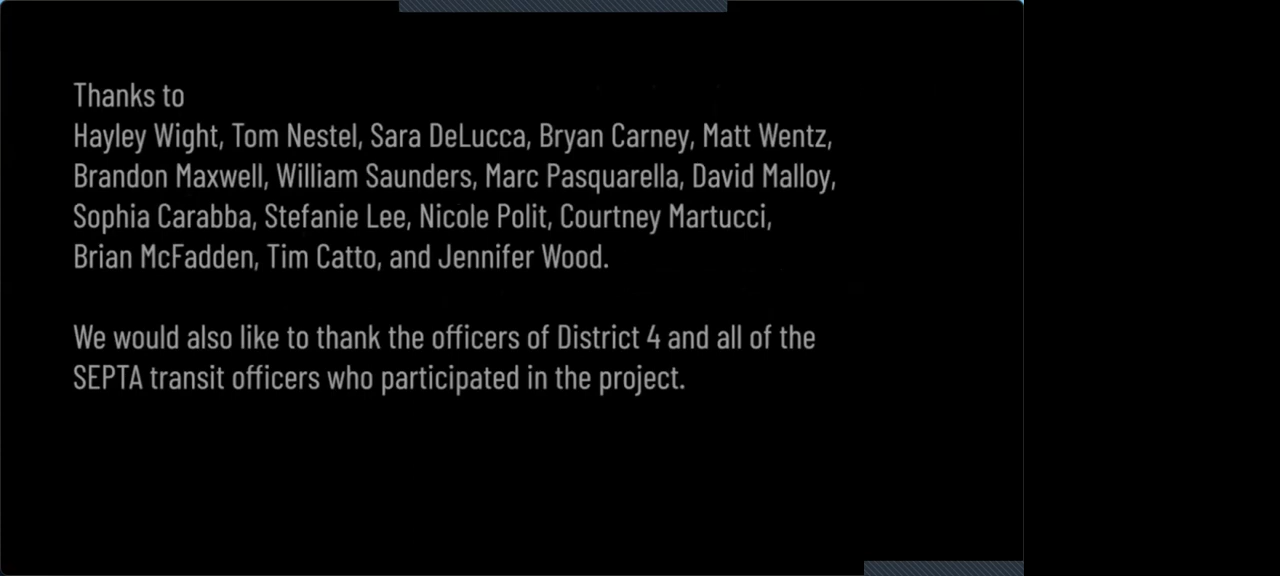 Thanks to
Hayley Wight, Tom Nestel, Sara DeLucca, Bryan Carney, Matt Wentz,
Brandon Maxwell, William Saunders, Marc Pasquarella, David Malloy,
Sophia Carabba, Stefanie Lee, Nicole Polit, Courtney Martucci,
Brian McFadden, Tim Catto, and Jennifer Wood.
We would also like to thank the officers of District 4 and all of the
SEPTA transit officers who participated in the project.